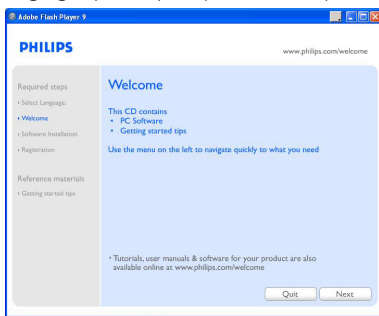 Adobe Flash Player 9
PHILIPS
www.philips.com/welcome
Required steps
• Select Language:
• Welcome
• Software Installation
• Registration
Reference materials
• Getting started tips
Welcome
This CD contains
• PC Software
• Getting started tips
Use the menu on the left to navigate quickly to what you need
* Tutorials, user manuals & software for your product are also
available online at www.philips.com/welcome
Quit
Next